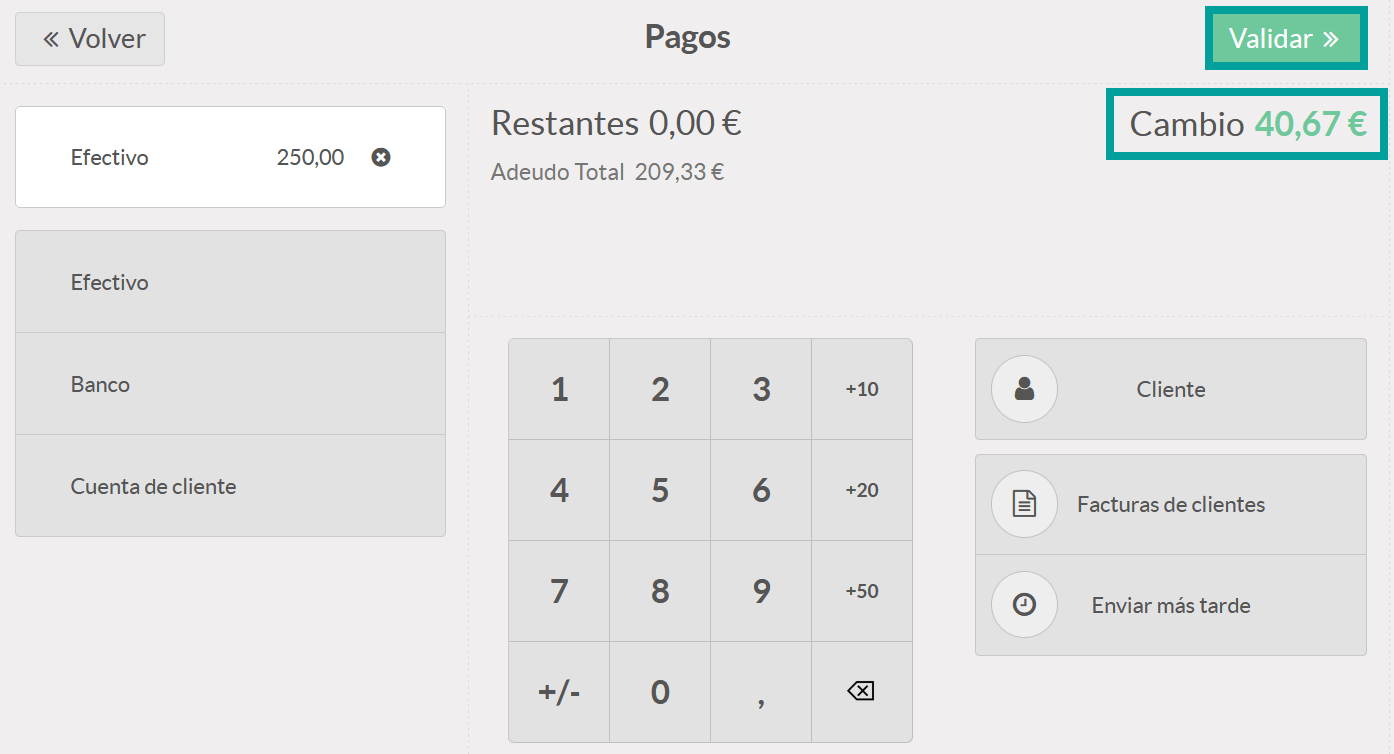 « Volver
Pagos
Validar »
Efectivo 250,00
Restantes 0,00 €
Adeudo Total 209,33 €
Cambio 40,67 €
Efectivo
Banco
Cuenta de cliente
1 2 3 +10
4 5 6 +20
7 8 9 +50
+/- 0 ,
Cliente
Facturas de clientes
Enviar más tarde